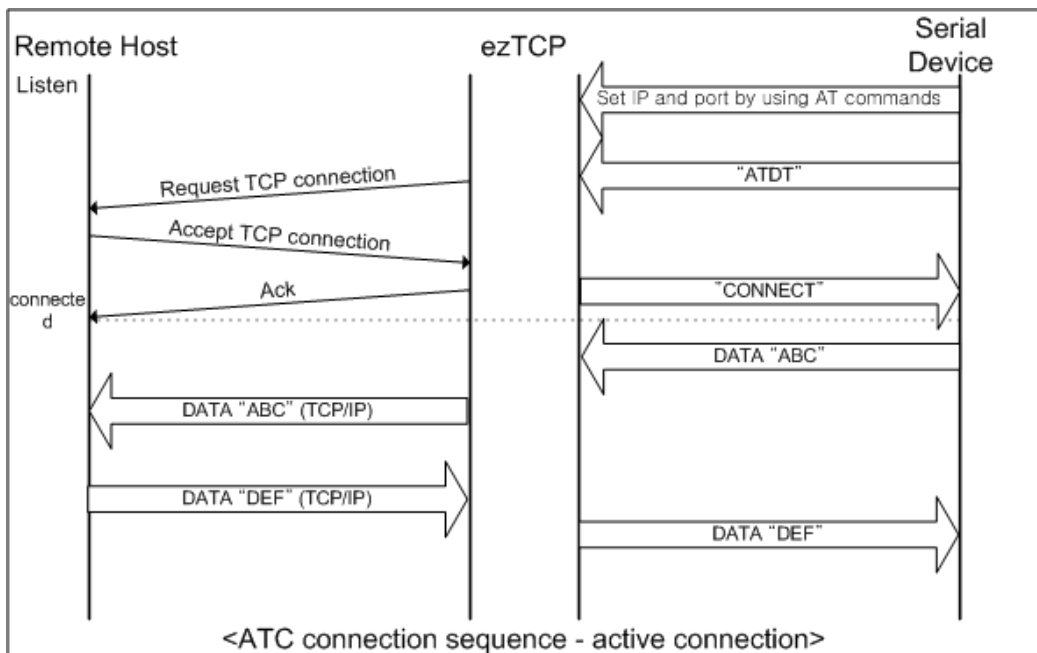 Remote Host
ezTCP
Serial
Device
Listen
Set IP and port by using AT commands
"ATDT"
Request TCP connection
Accept TCP connection
Ack
"CONNECT"
connecte
d
DATA "ABC"
DATA "ABC" (TCP/IP)
DATA "DEF" (TCP/IP)
DATA "DEF"
<ATC connection sequence - active connection>